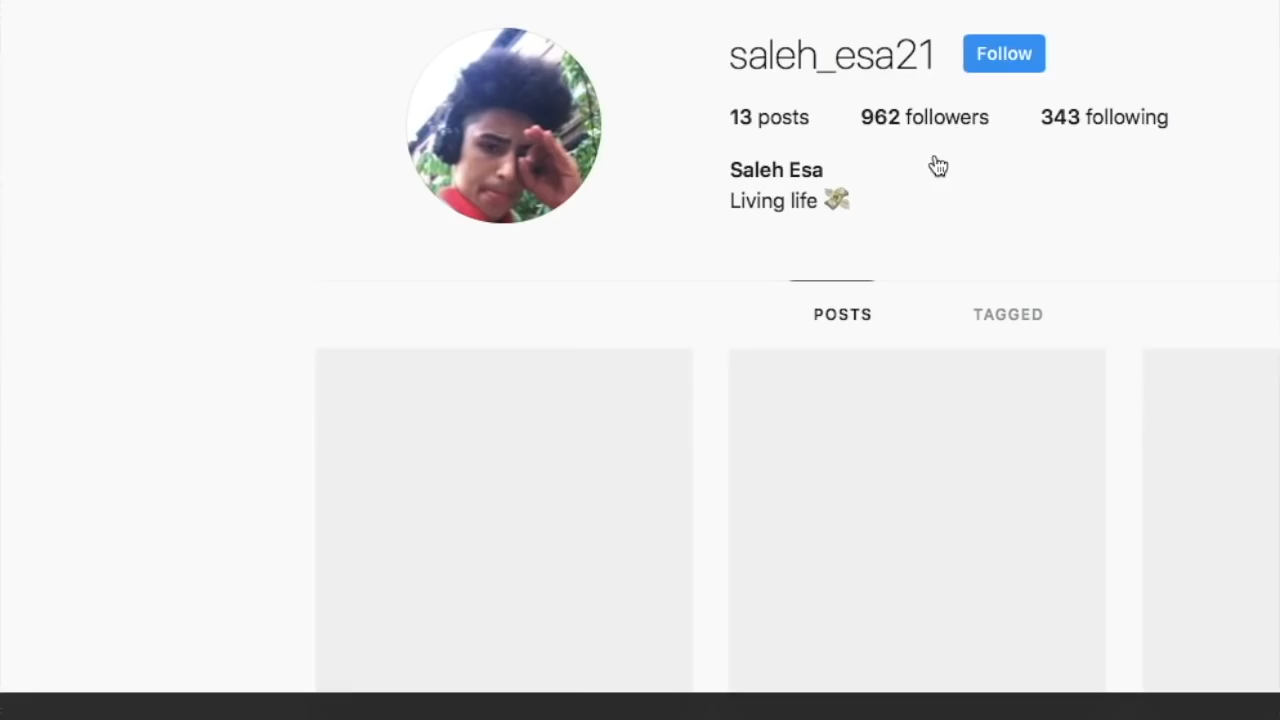 saleh_esa21 Follow
13 posts 962 followers 343 following
Saleh Esa
Living life 💸
POSTS TAGGED